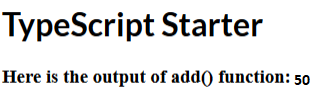 TypeScript Starter
Here is the output of add() function: 50